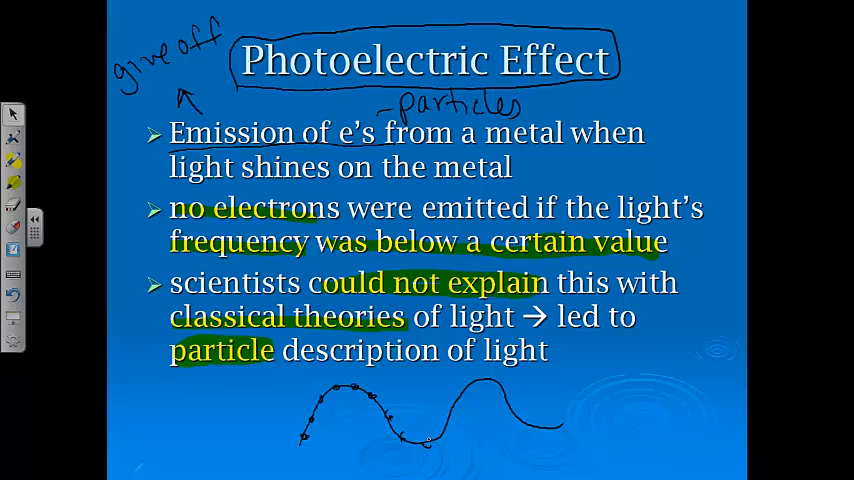 give off
Photoelectric Effect
-particles
Emission of e's from a metal when
light shines on the metal
no electrons were emitted if the light's
frequency was below a certain value
scientists could not explain this with
classical theories of light → led to
particle description of light